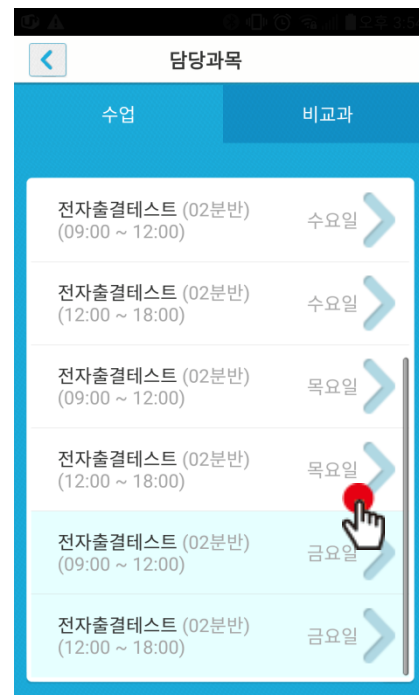 오후 3:5
담당과목
수업
비교과
전자출결테스트 (02분반)
(09:00 ~ 12:00)
수요일
전자출결테스트 (02분반)
(12:00 ~ 18:00)
수요일
전자출결테스트 (02분반)
(09:00 ~ 12:00)
목요일
전자출결테스트 (02분반)
(12:00 ~ 18:00)
목요일
전자출결테스트 (02분반)
(09:00 ~ 12:00)
금요일
전자출결테스트 (02분반)
(12:00 ~ 18:00)
금요일